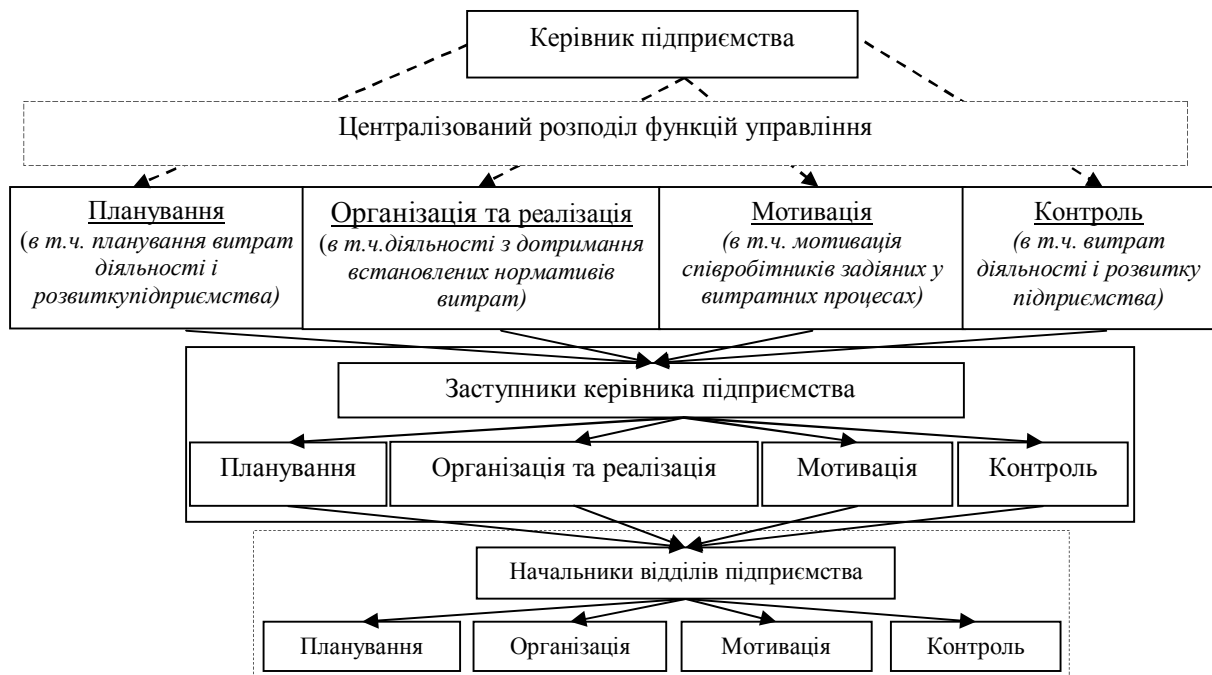 Керівник підприємства
Централізований розподіл функцій управління
Планування
(в т.ч. планування витрат
діяльності і
розвиткупідприємства)
Організація та реалізація
(в т.ч.діяльності з дотримання
встановлених нормативів
витрат)
Мотивація
(в т.ч. мотивація
співробітників задіяних у
витратних процесах)
Контроль
(в т.ч. витрат
діяльності і розвитку
підприємства)
Заступники керівника підприємства
Планування
Організація та реалізація
Мотивація
Контроль
Начальники відділів підприємства
Планування
Організація
Мотивація
Контроль